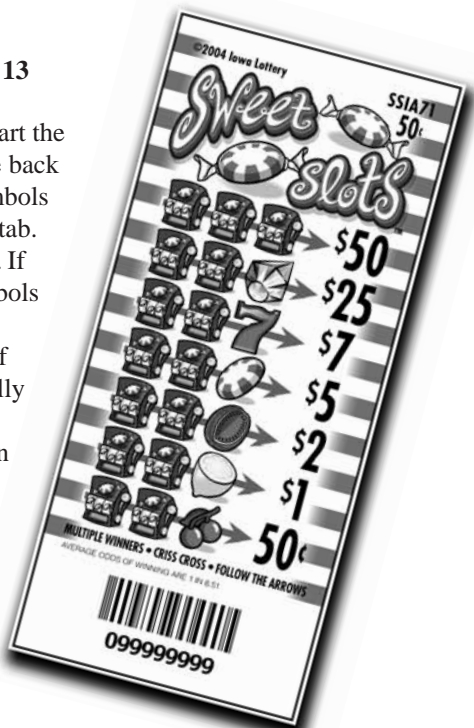 13
art the
back
nbols
tab.
If
bols
f
lly
n
©2004 Iowa Lottery
SSIA71
50¢
Sweet
Slots
$50
$25
$7
$5
$2
$1
50¢
MULTIPLE WINNERS • CRISS CROSS • FOLLOW THE ARROWS
AVERAGE ODDS OF WINNING ARE 1 IN 6.51
099999999